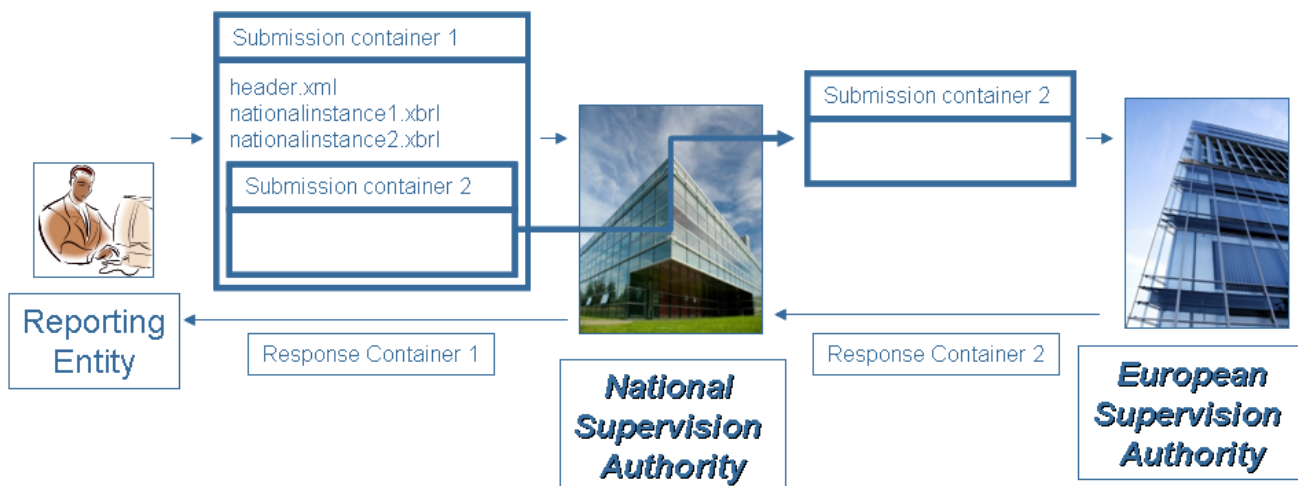 Submission container 1
header.xml
nationalinstance1.xbrl
nationalinstance2.xbrl
Submission container 2
Submission container 2
Reporting
Entity
Response Container 1
National
Supervision
Authority
Response Container 2
European
Supervision
Authority